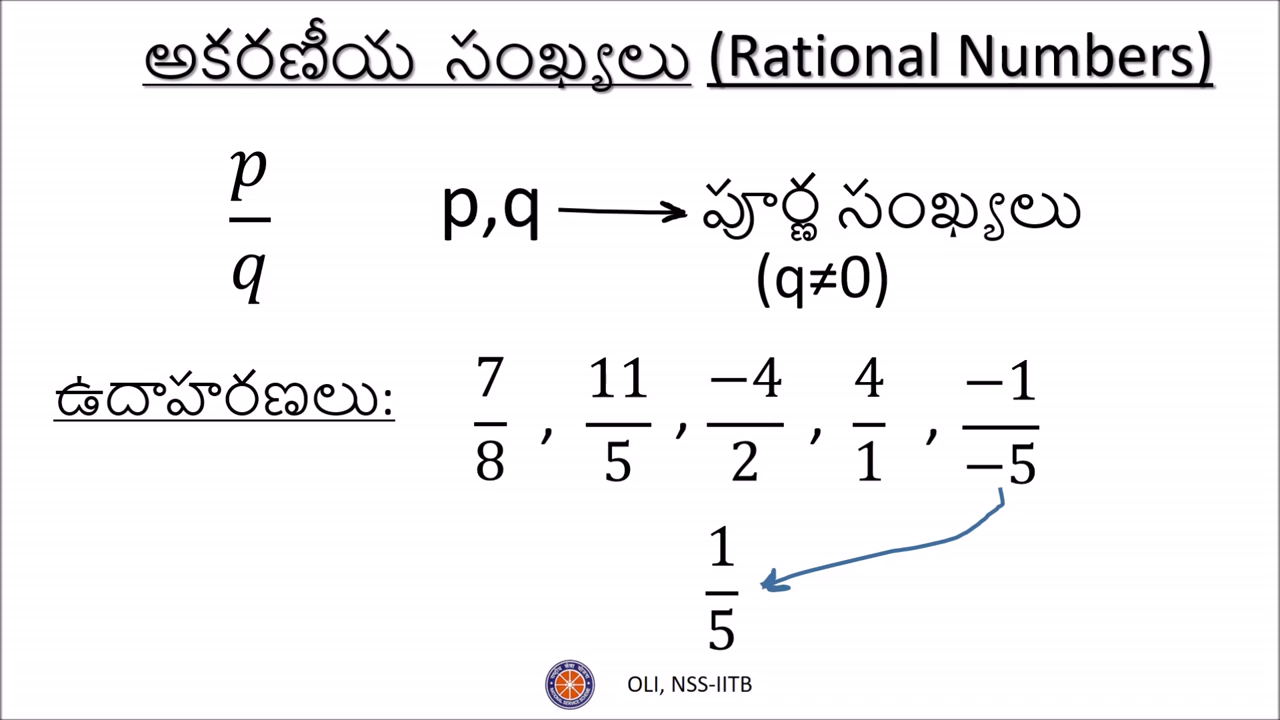 అకరణీయ సంఖ్యలు (Rational Numbers)
p/q p,q → పూర్ణ సంఖ్యలు
(q≠0)
ఉదాహరణలు: 7/8 , 11/5 , −4/2 , 4/1 , −1/−5
1/5
OLI, NSS-IITB